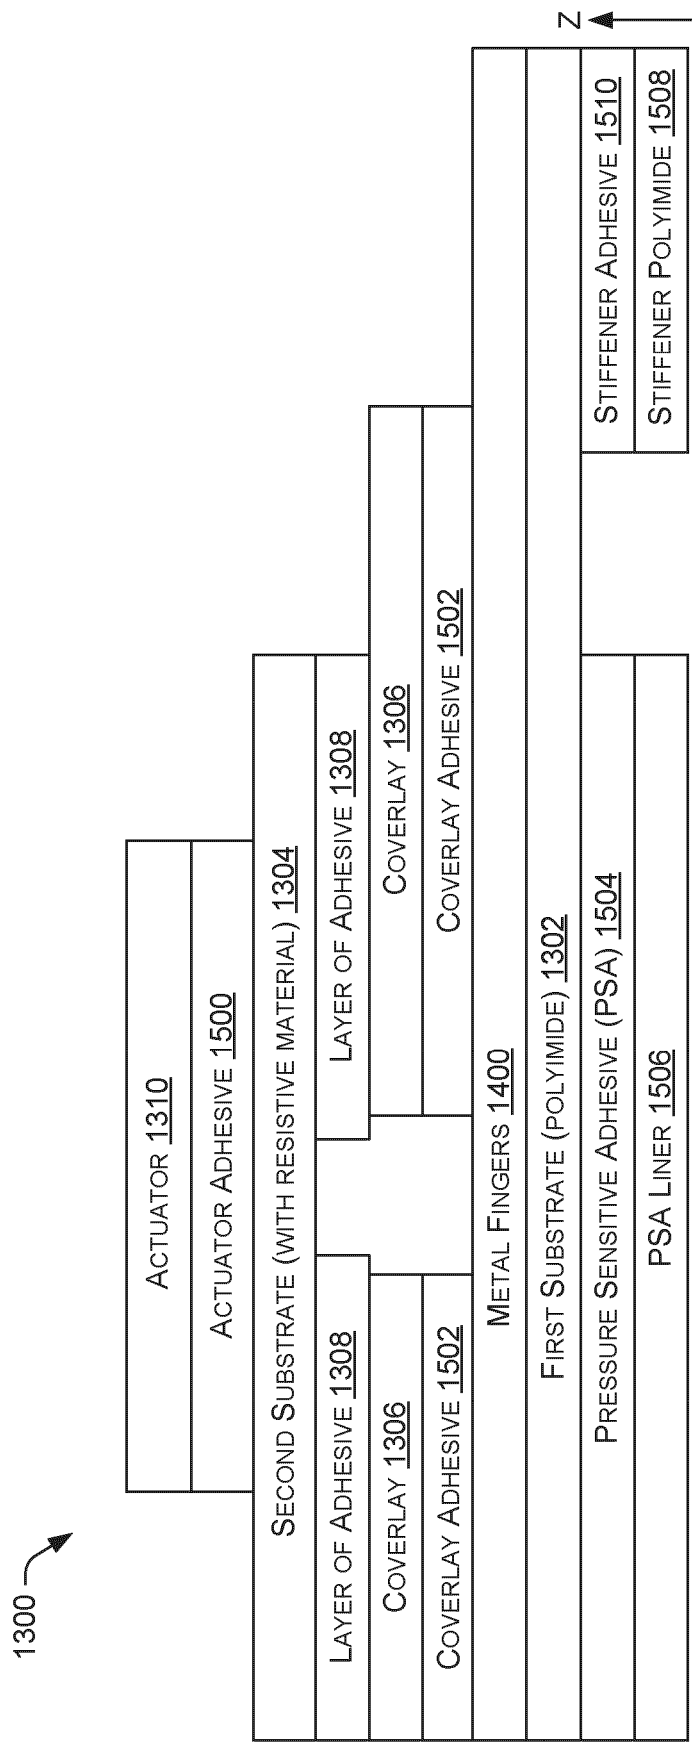 1300
Z
ACTUATOR 1310
ACTUATOR ADHESIVE 1500
SECOND SUBSTRATE (WITH RESISTIVE MATERIAL) 1304
LAYER OF ADHESIVE 1308
LAYER OF ADHESIVE 1308
COVERLAY 1306
COVERLAY 1306
COVERLAY ADHESIVE 1502
COVERLAY ADHESIVE 1502
METAL FINGERS 1400
FIRST SUBSTRATE (POLYIMIDE) 1302
PRESSURE SENSITIVE ADHESIVE (PSA) 1504
STIFFENER ADHESIVE 1510
PSA LINER 1506
STIFFENER POLYIMIDE 1508